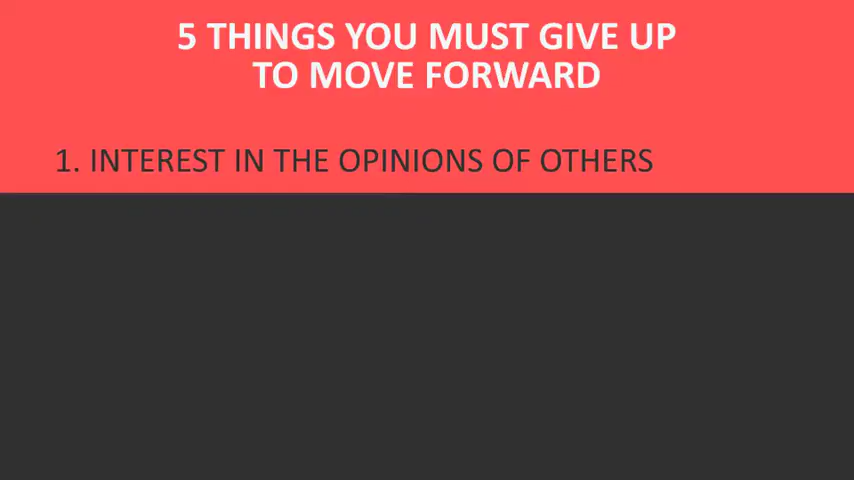 5 THINGS YOU MUST GIVE UP
TO MOVE FORWARD
1. INTEREST IN THE OPINIONS OF OTHERS